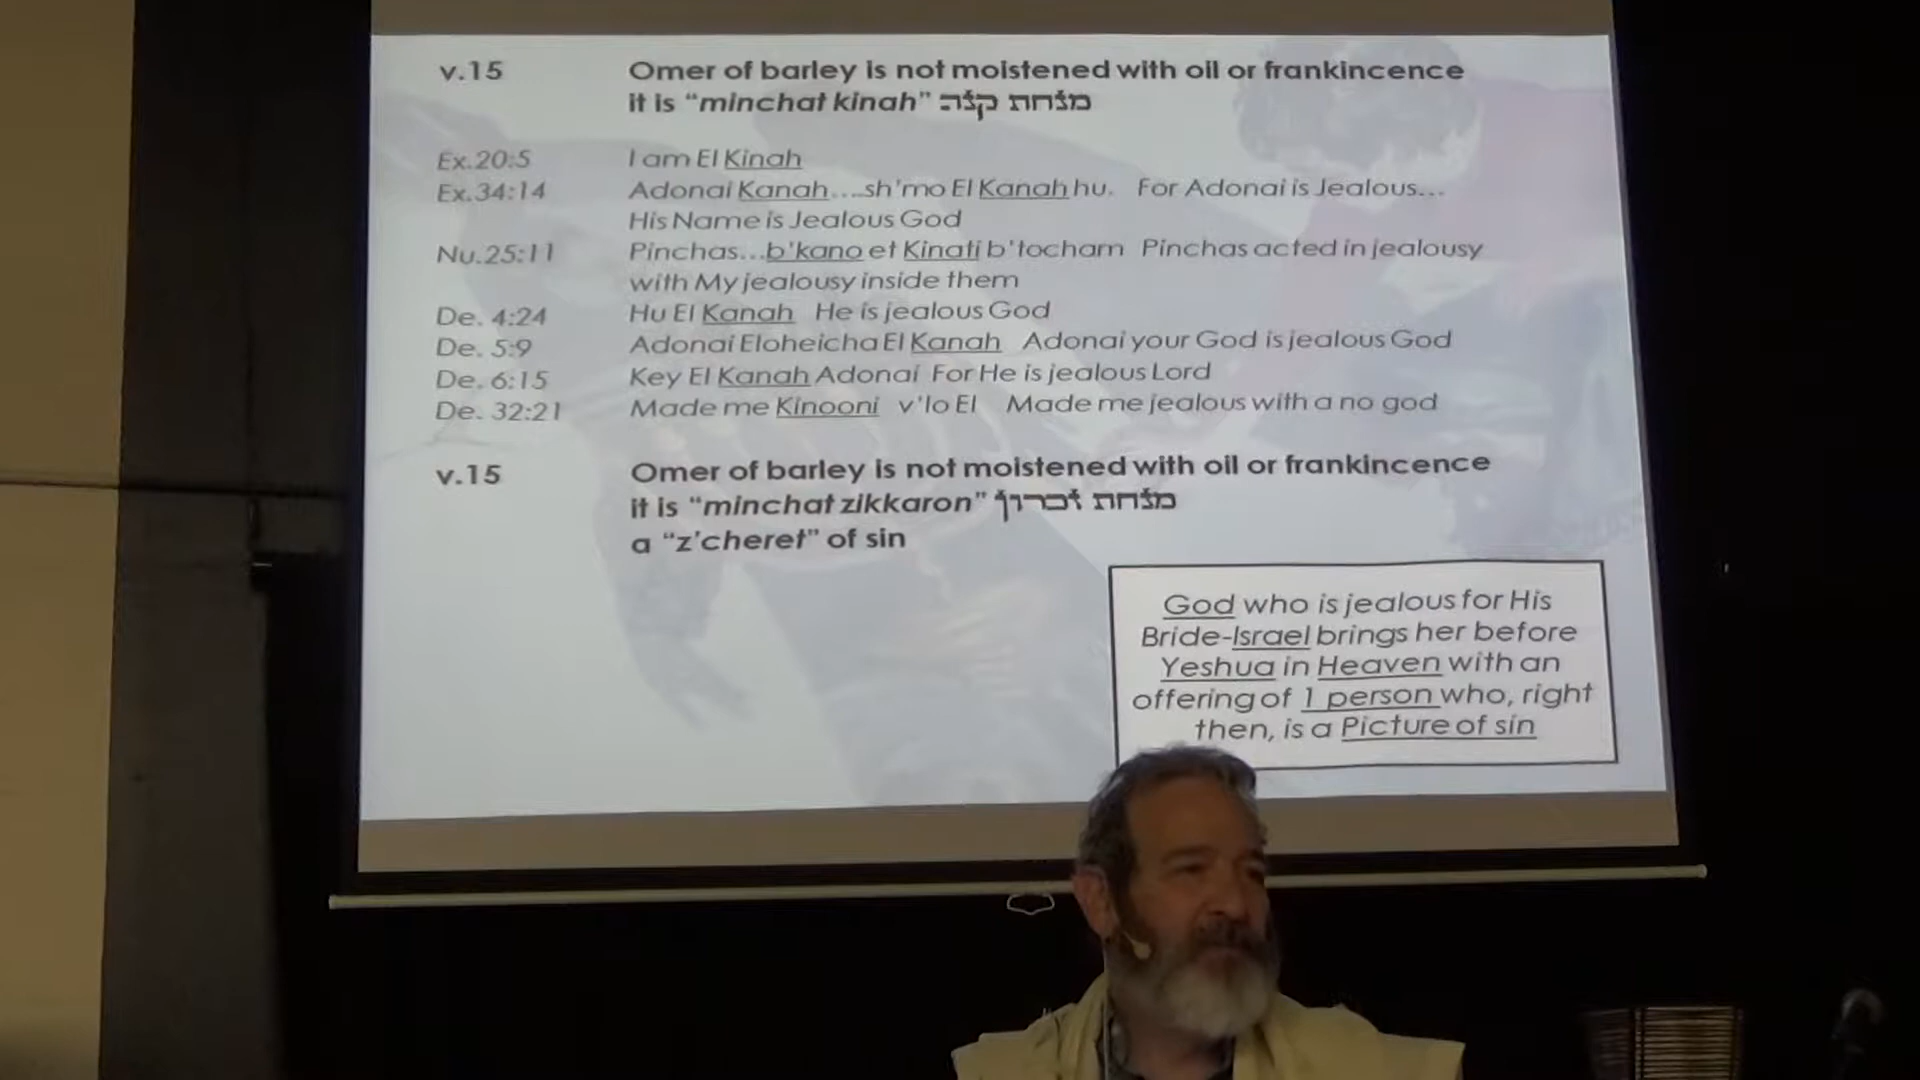 v.15 Omer of barley is not moistened with oil or frankincence
it is "minchat kinah" מנחת קנה
Ex.20:5 I am El Kinah
Ex.34:14 Adonai Kanah....sh'mo El Kanah hu. For Adonai is Jealous...
His Name is Jealous God
Nu.25:11 Pinchas...b'kano et Kinati b'tocham Pinchas acted in jealousy
with My jealousy inside them
De. 4:24 Hu El Kanah He is jealous God
De. 5:9 Adonai Eloheicha El Kanah Adonai your God is jealous God
De. 6:15 Key El Kanah Adonai For He is jealous Lord
De. 32:21 Made me Kinooni v'lo El Made me jealous with a no god
v.15 Omer of barley is not moistened with oil or frankincence
it is "minchat zikkaron" מנחת זכרון
a "z'cheret" of sin
God who is jealous for His
Bride-Israel brings her before
Yeshua in Heaven with an
offering of 1 person who, right
then, is a Picture of sin